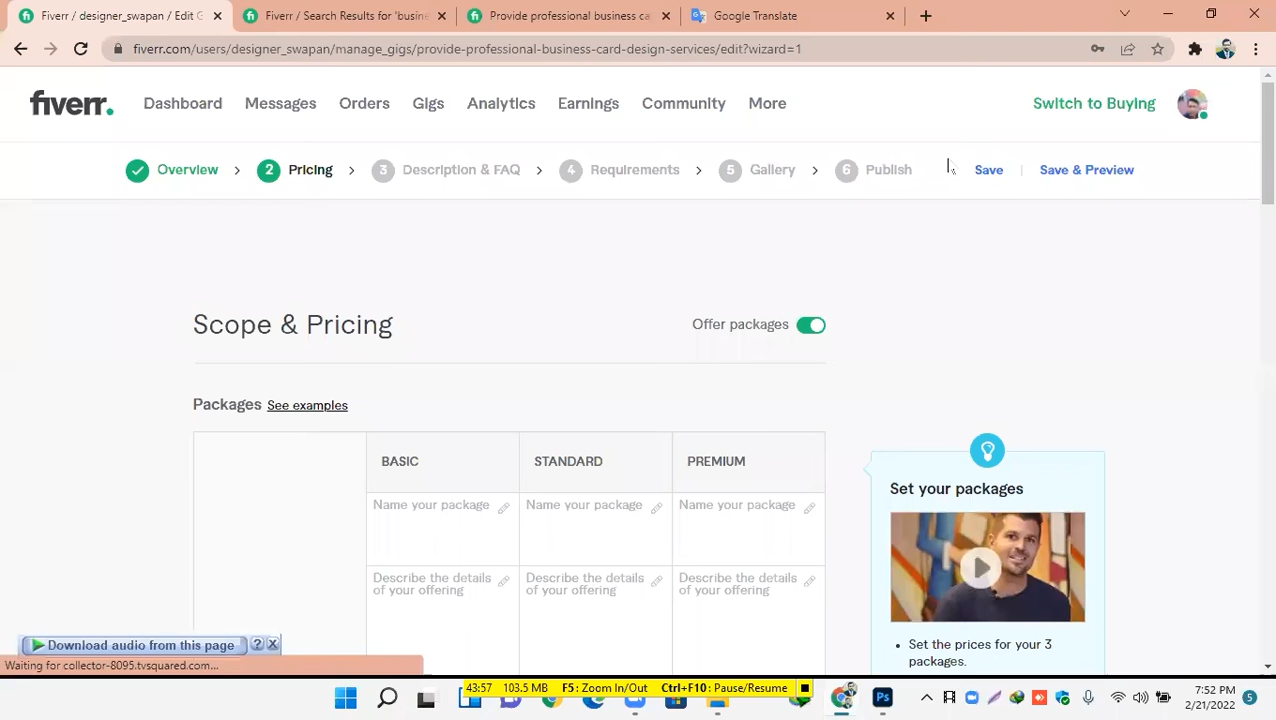 Fiverr / designer_swapan / Edit G
Fiverr / Search Results for 'busine
Provide professional business ca
Google Translate
fiverr.com/users/designer_swapan/manage_gigs/provide-professional-business-card-design-services/edit?wizard=1
fiverr.
Dashboard
Messages
Orders
Gigs
Analytics
Earnings
Community
More
Switch to Buying
Overview
2 Pricing
3 Description & FAQ
4 Requirements
5 Gallery
6 Publish
Save
Save & Preview
Scope & Pricing
Offer packages
Packages See examples
BASIC
STANDARD
PREMIUM
Name your package
Name your package
Name your package
Describe the details of your offering
Describe the details of your offering
Describe the details of your offering
Set your packages
Set the prices for your 3
packages.
Download audio from this page
?
Waiting for collector-8095.tvsquared.com...
43:57 103.5 MB F5: Zoom In/Out Ctrl+F10: Pause/Resume
Ps
7:52 PM
2/21/2022
5